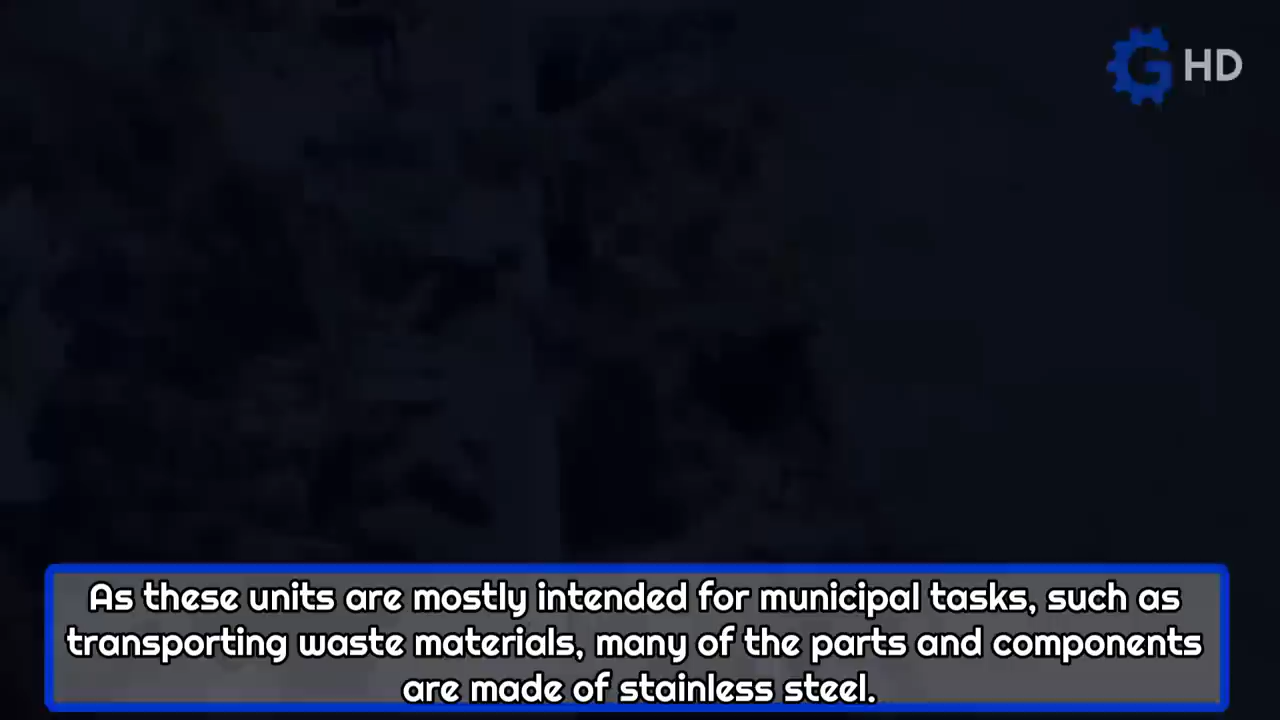 G HD
As these units are mostly intended for municipal tasks, such as
transporting waste materials, many of the parts and components
are made of stainless steel.